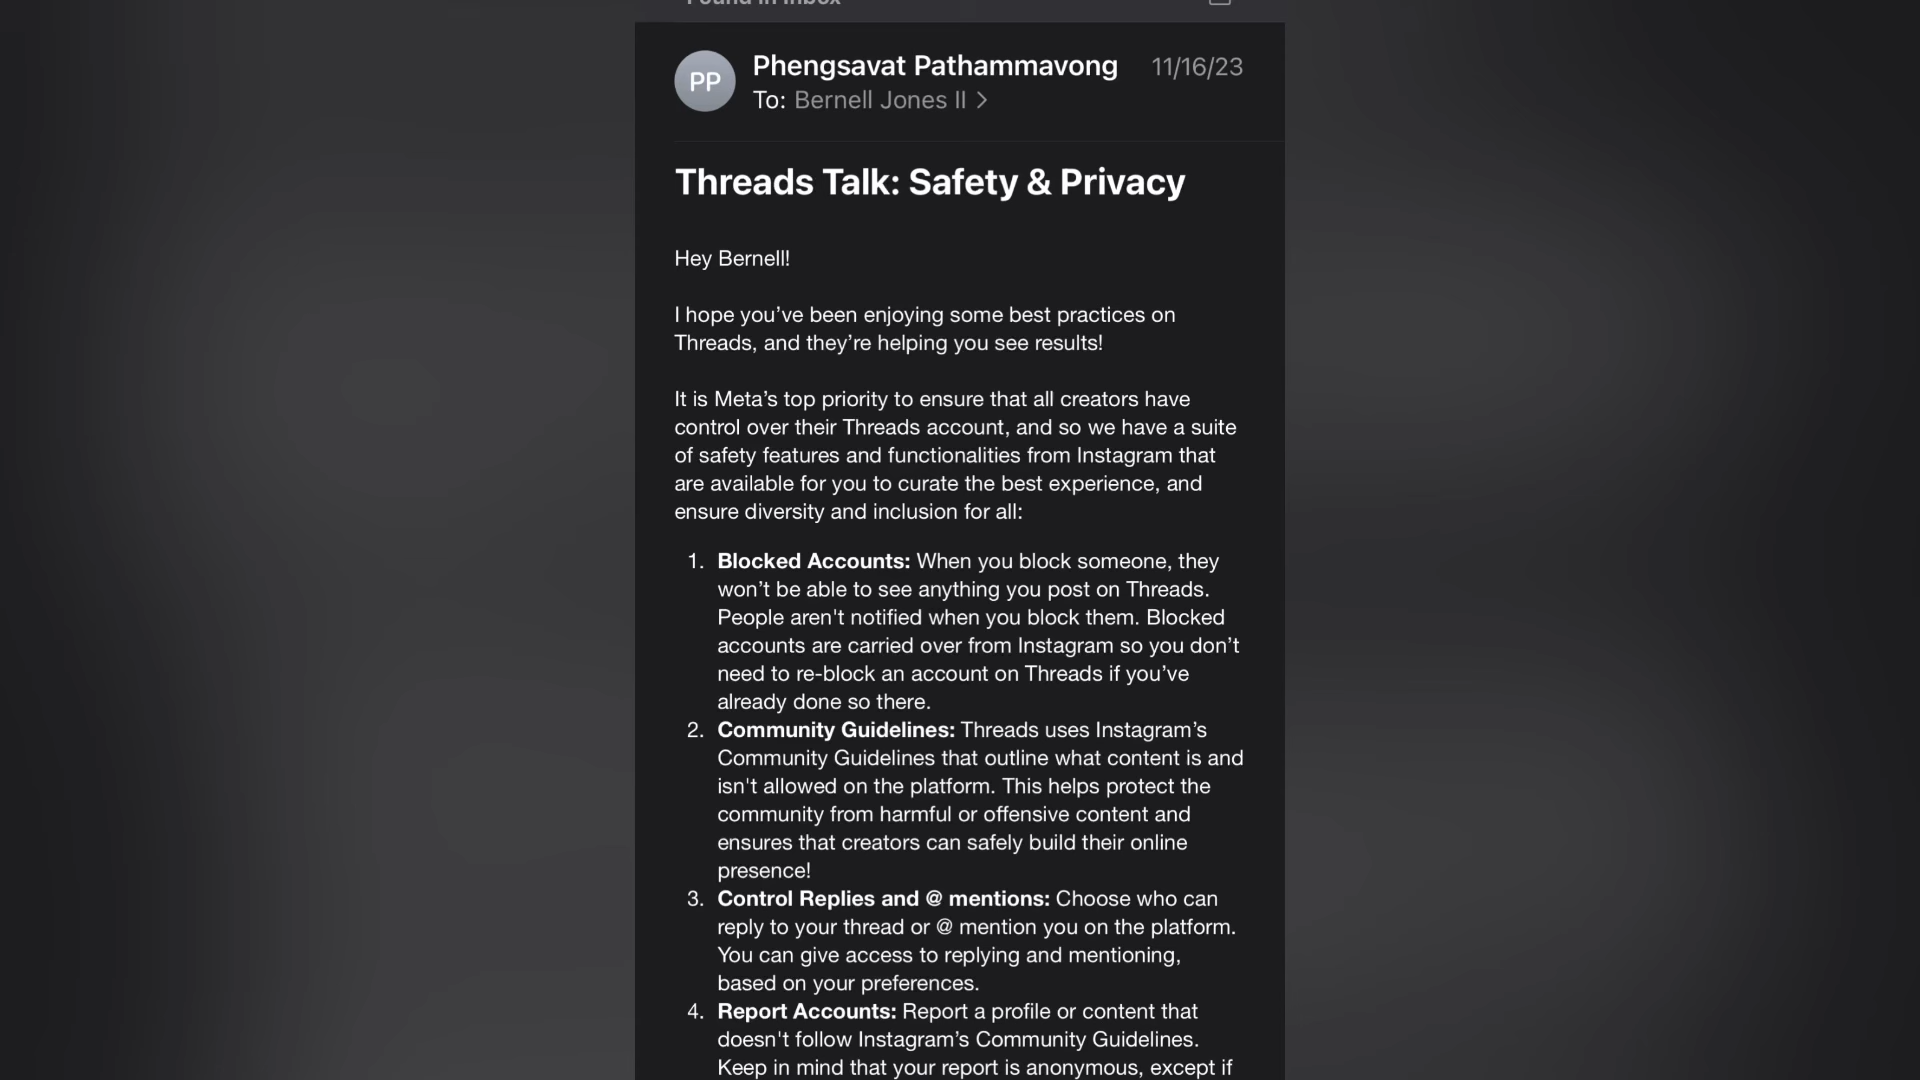 Found in Inbox
PP
Phengsavat Pathammavong 11/16/23
To: Bernell Jones II >
Threads Talk: Safety & Privacy
Hey Bernell!
I hope you’ve been enjoying some best practices on
Threads, and they’re helping you see results!
It is Meta’s top priority to ensure that all creators have
control over their Threads account, and so we have a suite
of safety features and functionalities from Instagram that
are available for you to curate the best experience, and
ensure diversity and inclusion for all:
1. Blocked Accounts: When you block someone, they
won’t be able to see anything you post on Threads.
People aren't notified when you block them. Blocked
accounts are carried over from Instagram so you don’t
need to re-block an account on Threads if you’ve
already done so there.
2. Community Guidelines: Threads uses Instagram’s
Community Guidelines that outline what content is and
isn't allowed on the platform. This helps protect the
community from harmful or offensive content and
ensures that creators can safely build their online
presence!
3. Control Replies and @ mentions: Choose who can
reply to your thread or @ mention you on the platform.
You can give access to replying and mentioning,
based on your preferences.
4. Report Accounts: Report a profile or content that
doesn't follow Instagram’s Community Guidelines.
Keep in mind that your report is anonymous, except if